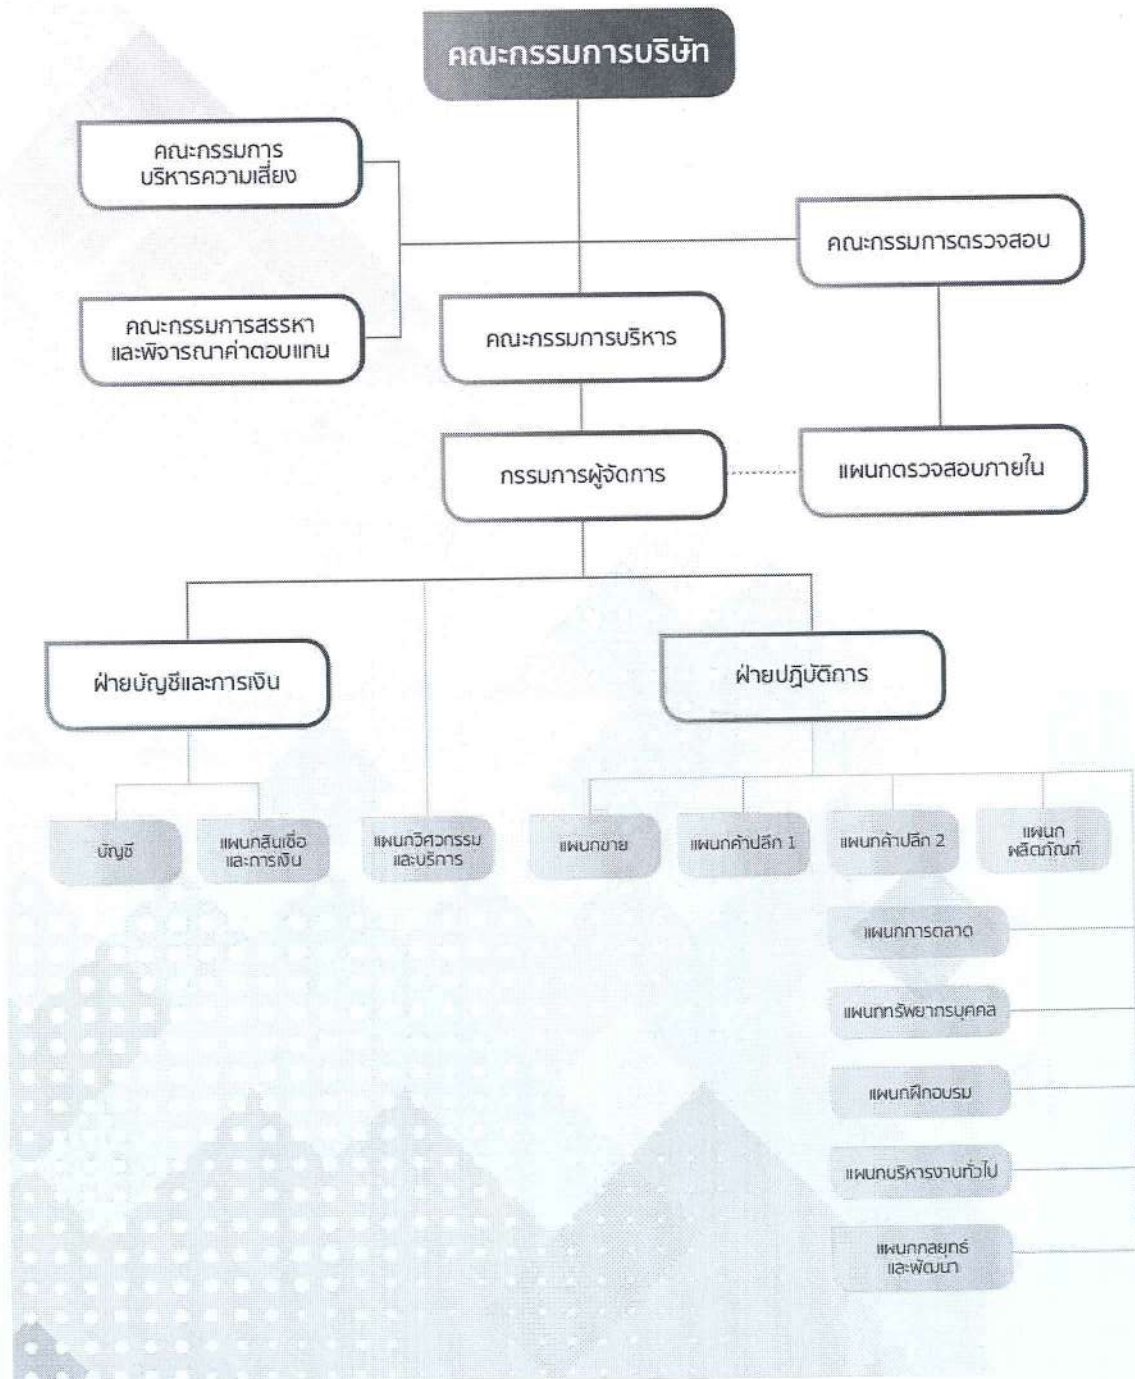 คณะกรรมการบริษัท
คณะกรรมการ
บริหารความเสี่ยง
คณะกรรมการตรวจสอบ
คณะกรรมการสรรหา
และพิจารณาค่าตอบแทน
คณะกรรมการบริหาร
กรรมการผู้จัดการ
แผนกตรวจสอบภายใน
ฝ่ายบัญชีและการเงิน
ฝ่ายปฏิบัติการ
บัญชี
แผนกสินเชื่อ
และการเงิน
แผนกวิศวกรรม
และบริการ
แผนกขาย
แผนกค้าปลีก 1
แผนกค้าปลีก 2
แผนก
ผลิตภัณฑ์
แผนกการตลาด
แผนกทรัพยากรบุคคล
แผนกฝึกอบรม
แผนกบริหารงานทั่วไป
แผนกกลยุทธ์
และพัฒนา